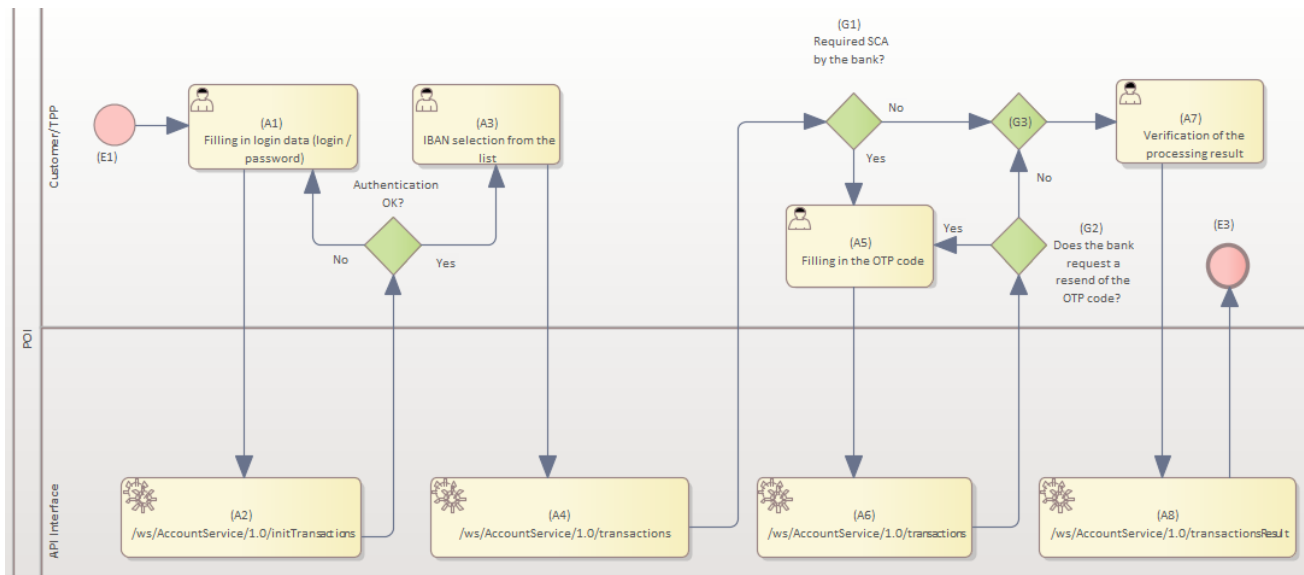 POI
Customer/TPP
(E1)
(A1)
Filling in login data (login /
password)
Authentication
OK?
No
Yes
(A3)
IBAN selection from the
list
(G1)
Required SCA
by the bank?
No
Yes
(G3)
(A7)
Verification of the
processing result
(A5)
Filling in the OTP code
Yes
No
(G2)
Does the bank
request a
resend of the
OTP code?
(E3)
API Interface
(A2)
/ws/AccountService/1.0/initTransactions
(A4)
/ws/AccountService/1.0/transactions
(A6)
/ws/AccountService/1.0/transactions
(A8)
/ws/AccountService/1.0/transactionsResult